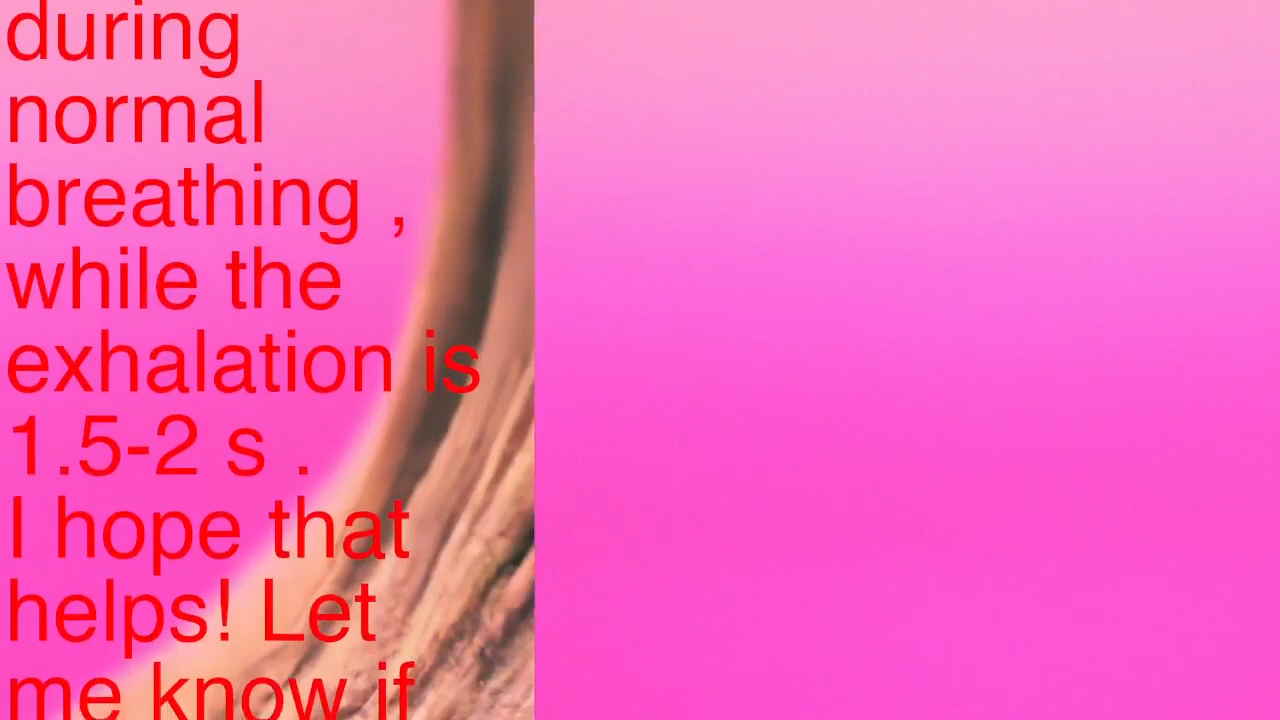 during
normal
breathing ,
while the
exhalation is
1.5-2 s .
I hope that
helps! Let
me know if